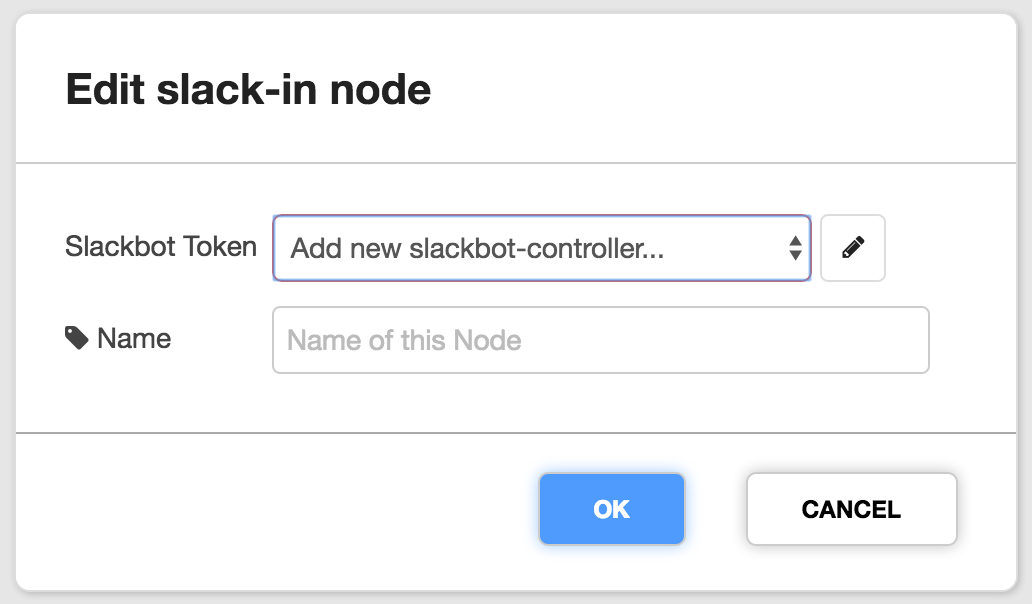 Edit slack-in node
Slackbot Token
Add new slackbot-controller...
Name
Name of this Node
OK
CANCEL